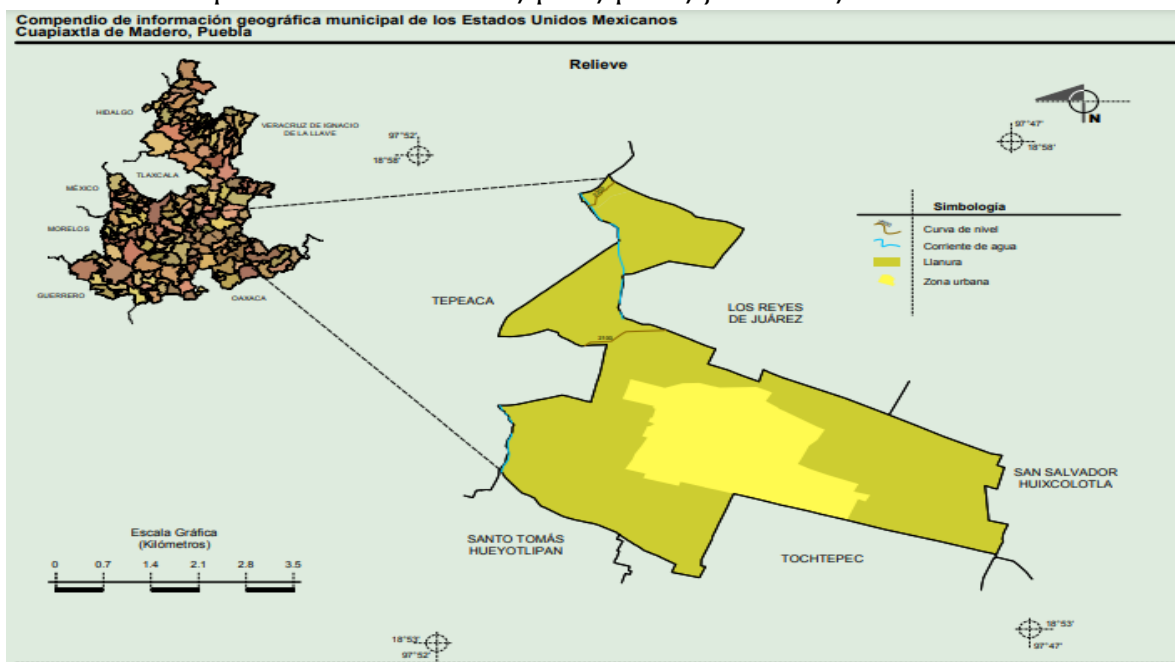 Compendio de información geográfica municipal de los Estados Unidos Mexicanos
Cuapiaxtla de Madero, Puebla
Relieve
HIDALGO
VERACRUZ DE IGNACIO
DE LA LLAVE
TLAXCALA
MÉXICO
MORELOS
GUERRERO
OAXACA
97°52'
18°58'
97°47'
18°58'
N
Simbología
Curva de nivel
Corriente de agua
Llanura
Zona urbana
TEPEACA
LOS REYES
DE JUÁREZ
SAN SALVADOR
HUIXCOLOTLA
SANTO TOMÁS
HUEYOTLIPAN
TOCHTEPEC
Escala Gráfica
(Kilómetros)
0 0.7 1.4 2.1 2.8 3.5
18°53'
97°52'
18°53'
97°47'